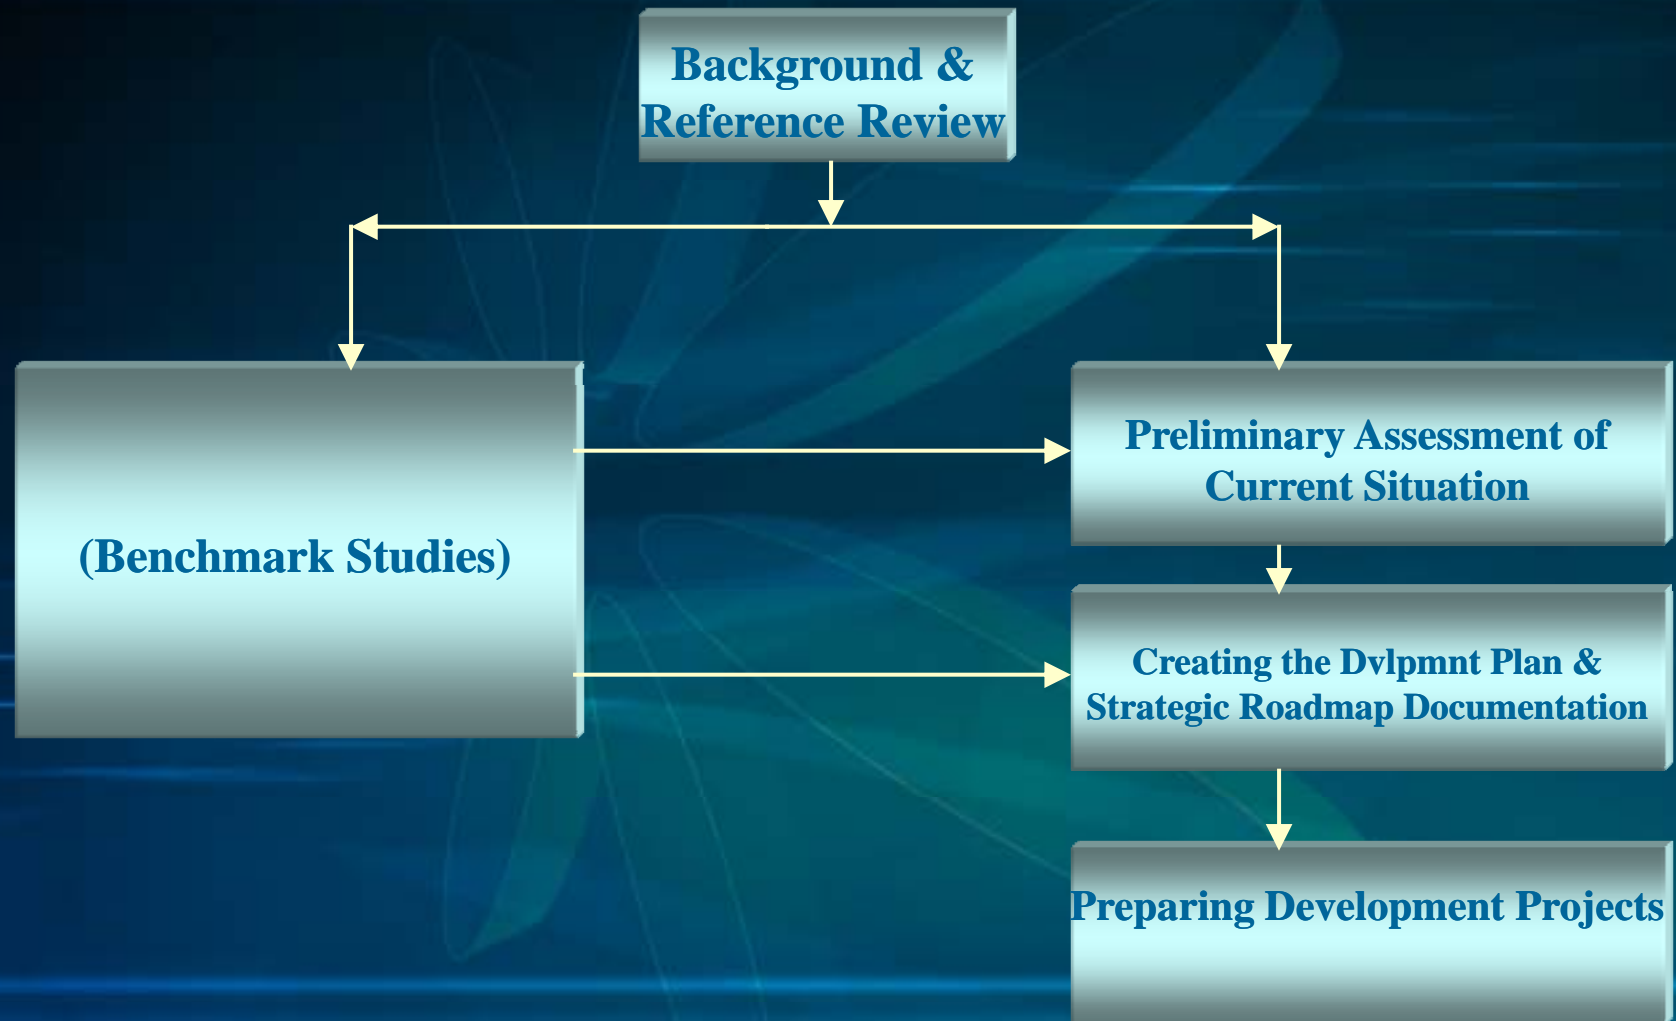 Background &
Reference Review
(Benchmark Studies)
Preliminary Assessment of
Current Situation
Creating the Dvlpmnt Plan &
Strategic Roadmap Documentation
Preparing Development Projects